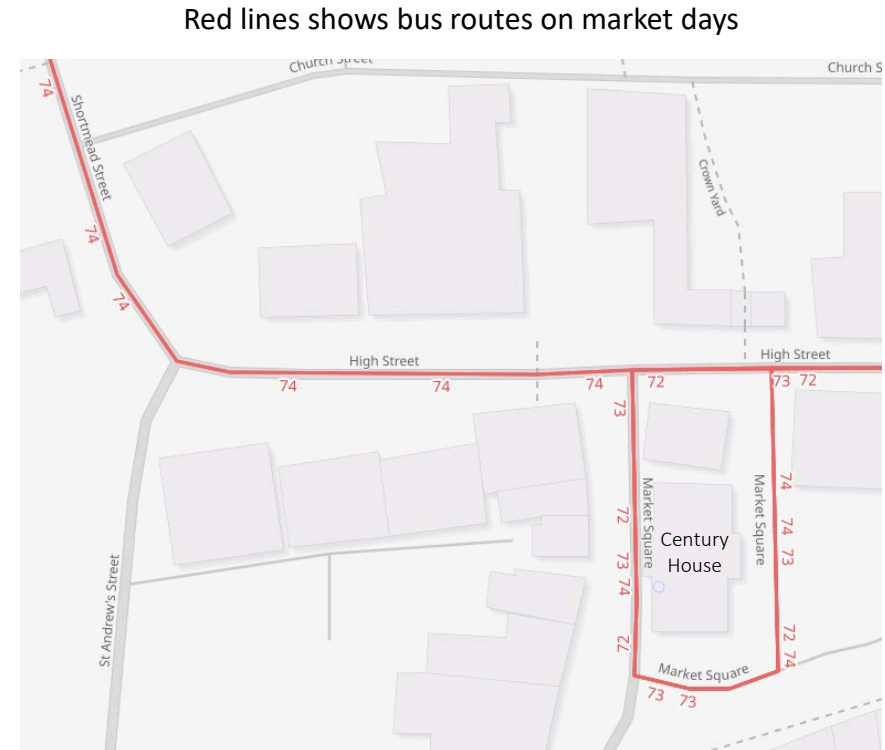 Red lines shows bus routes on market days
Church Street
Church S
74
Shortmead Street
Crown Yard
74
74
High Street
High Street
74
74
74
72
73
72
73
74
72
Market Square
Market Square
74
73
Century
House
73
74
72
St Andrew's Street
72
74
Market Square
73
73